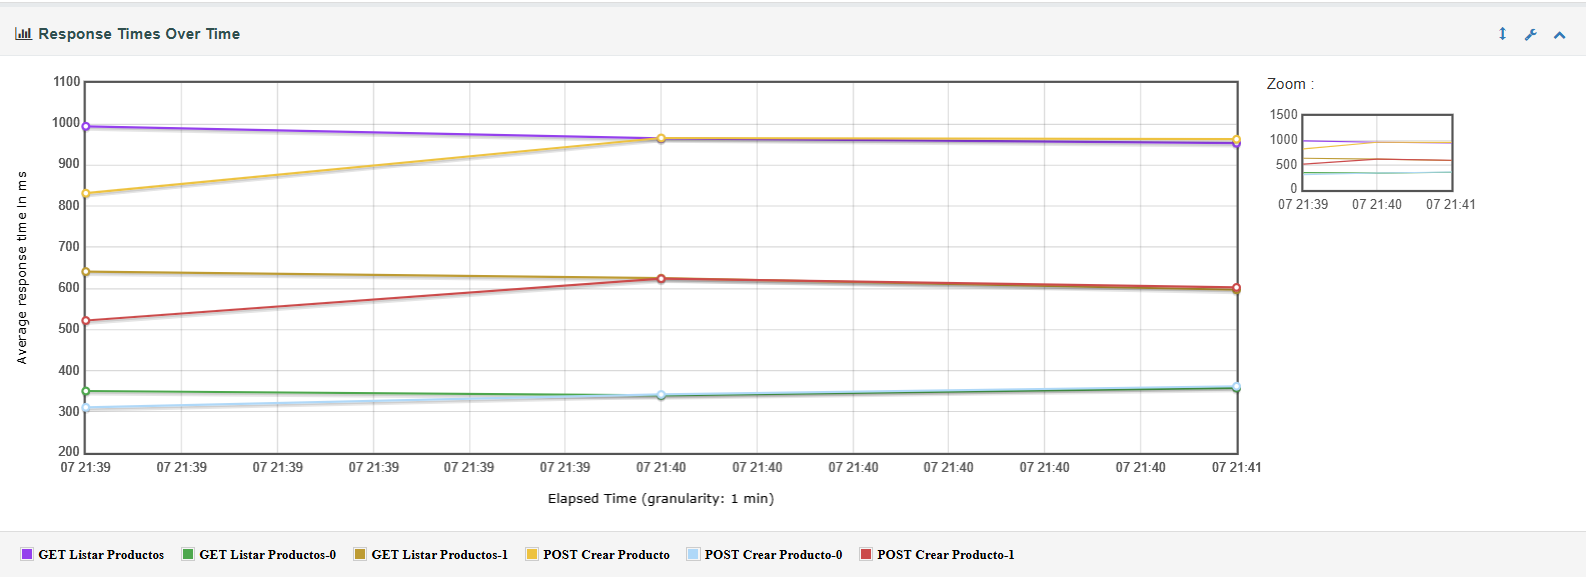 Response Times Over Time
Zoom :
1100
1000
900
800
700
600
500
400
300
200
Average response time in ms
07 21:39 07 21:39 07 21:39 07 21:39 07 21:39 07 21:39 07 21:40 07 21:40 07 21:40 07 21:40 07 21:40 07 21:40 07 21:41
Elapsed Time (granularity: 1 min)
1500
1000
500
0
07 21:39 07 21:40 07 21:41
GET Listar Productos GET Listar Productos-0 GET Listar Productos-1 POST Crear Producto POST Crear Producto-0 POST Crear Producto-1